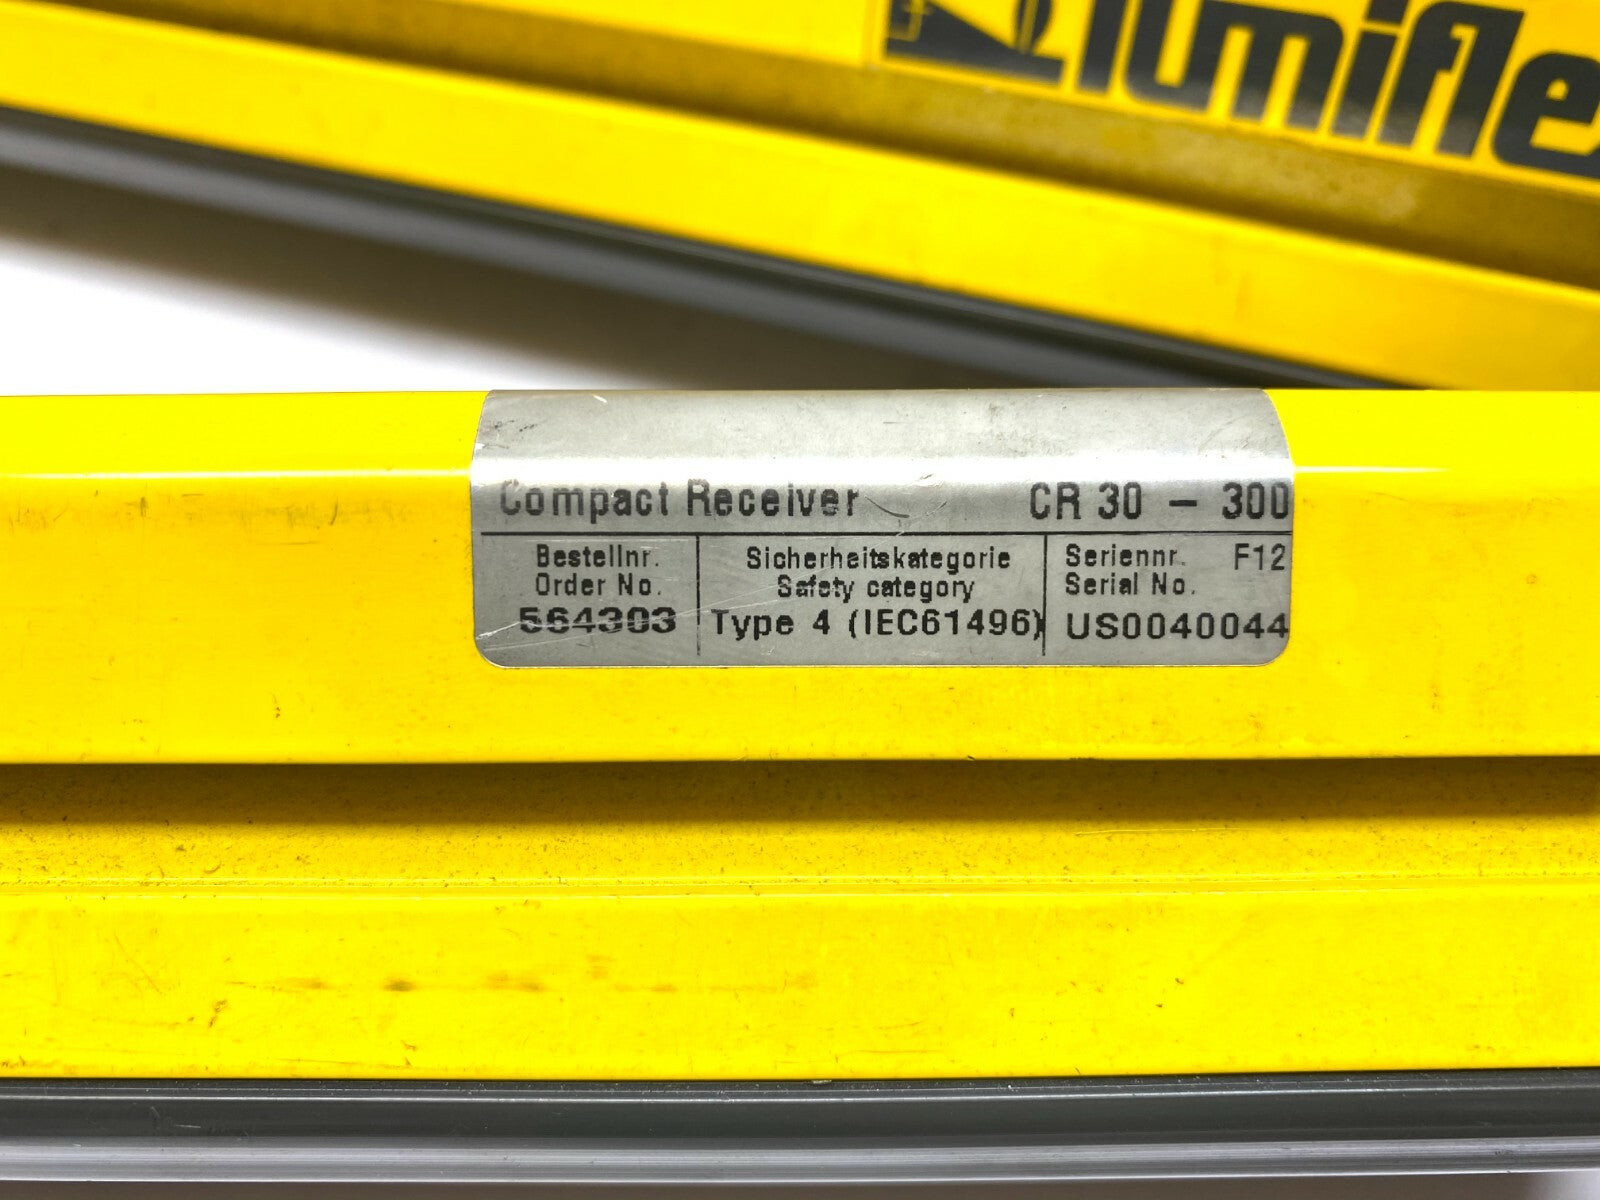 lumifle
Compact Receiver CR 30 - 300
Bestellnr. Sicherheitskategorie Seriennr. F12
Order No. Safety category Serial No.
564303 Type 4 (IEC61496) US0040044